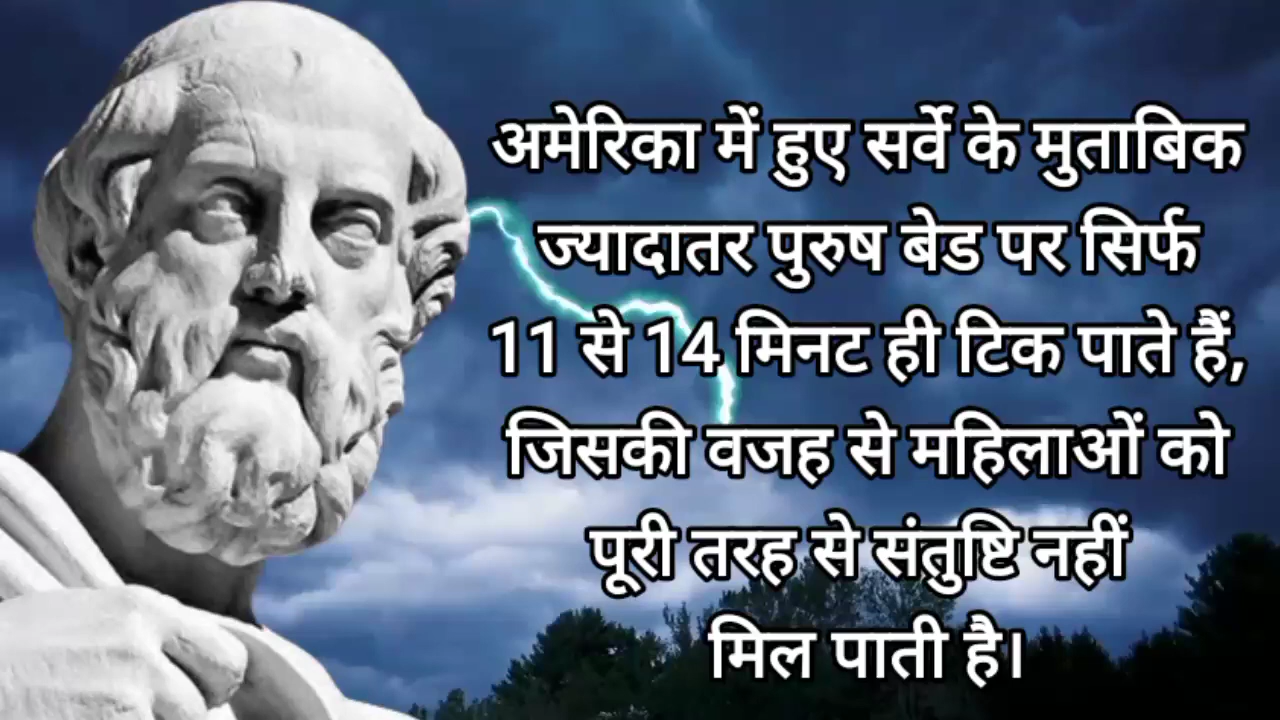 अमेरिका में हुए सर्वे के मुताबिक
ज्यादातर पुरुष बेड पर सिर्फ
11 से 14 मिनट ही टिक पाते हैं,
जिसकी वजह से महिलाओं को
पूरी तरह से संतुष्टि नहीं
मिल पाती है।